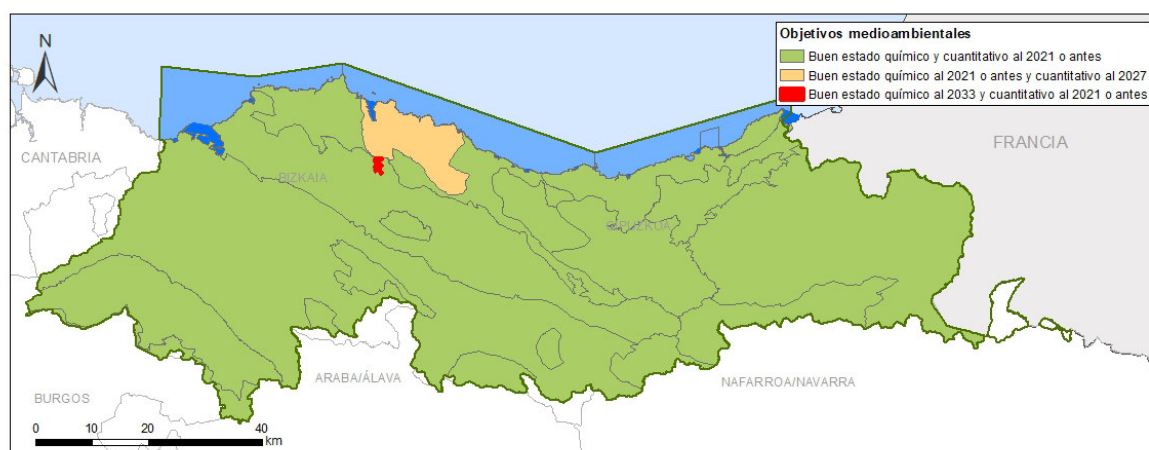 N
Objetivos medioambientales
Buen estado químico y cuantitativo al 2021 o antes
Buen estado químico al 2021 o antes y cuantitativo al 2027
Buen estado químico al 2033 y cuantitativo al 2021 o antes
CANTABRIA
FRANCIA
BIZKAIA
GIPUZKOA
ARABA/ÁLAVA
NAFARROA/NAVARRA
BURGOS
0 10 20 40
km